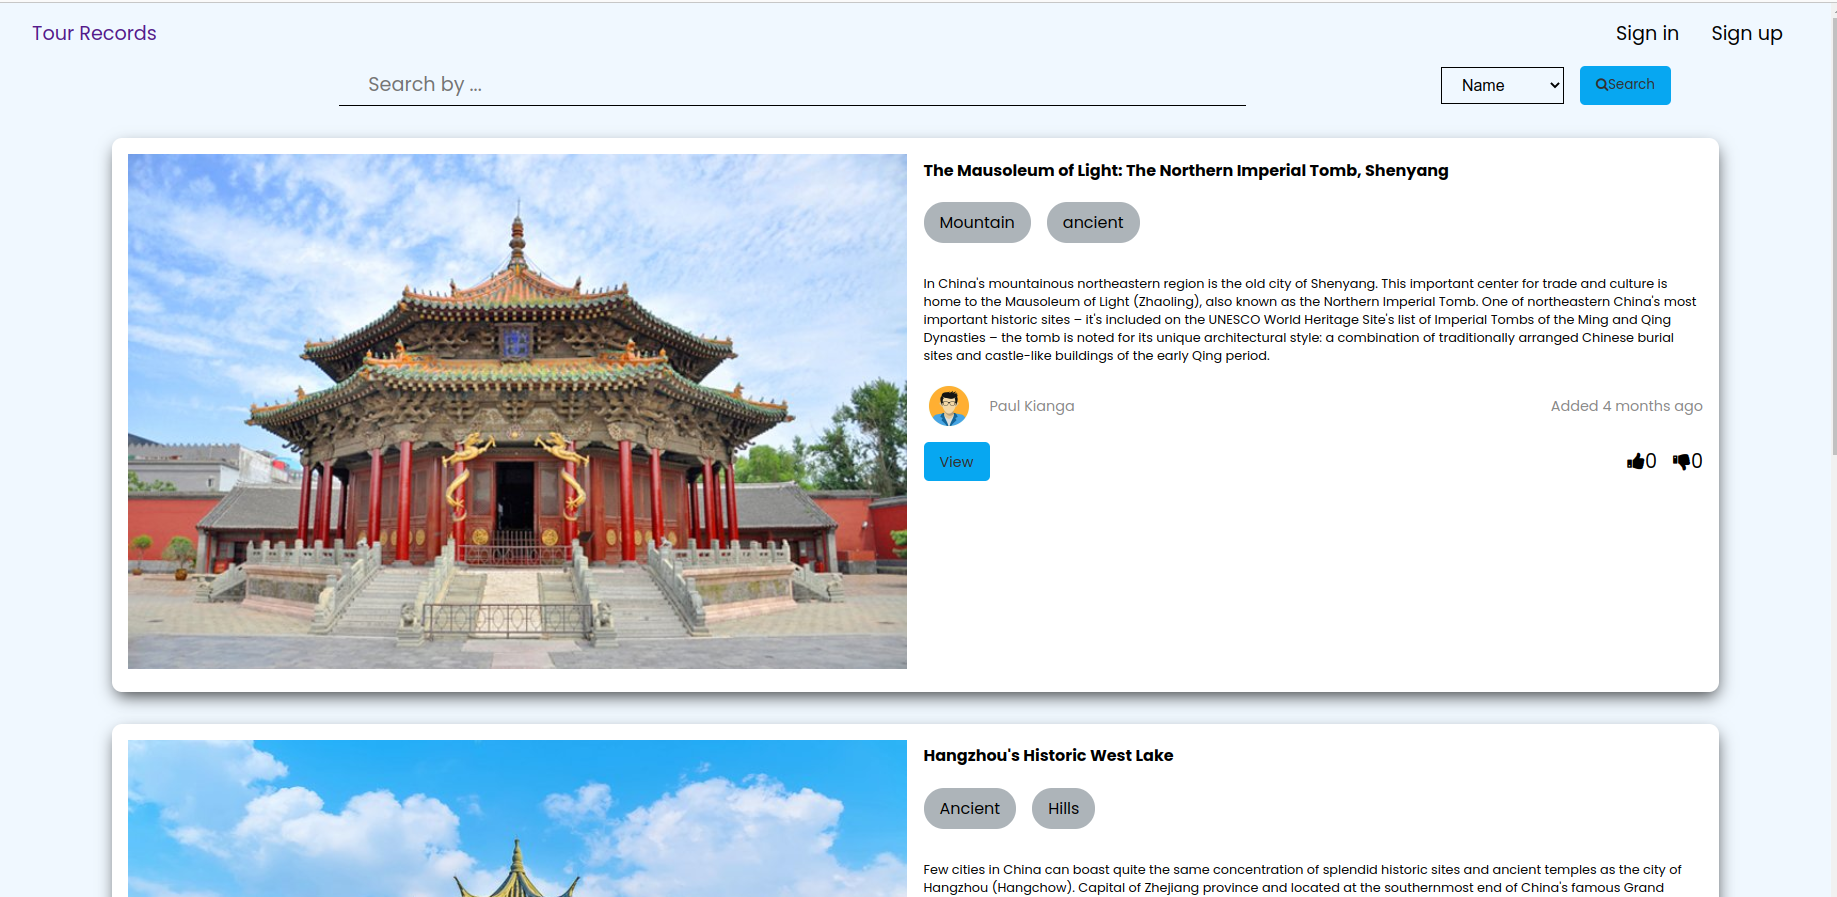 Tour Records
Sign in
Sign up
Search by ...
Name
Search
The Mausoleum of Light: The Northern Imperial Tomb, Shenyang
Mountain
ancient
In China's mountainous northeastern region is the old city of Shenyang. This important center for trade and culture is
home to the Mausoleum of Light (Zhaoling), also known as the Northern Imperial Tomb. One of northeastern China's most
important historic sites – it's included on the UNESCO World Heritage Site's list of Imperial Tombs of the Ming and Qing
Dynasties – the tomb is noted for its unique architectural style: a combination of traditionally arranged Chinese burial
sites and castle-like buildings of the early Qing period.
Paul Kianga
Added 4 months ago
View
0
0
Hangzhou's Historic West Lake
Ancient
Hills
Few cities in China can boast quite the same concentration of splendid historic sites and ancient temples as the city of
Hangzhou (Hangchow). Capital of Zhejiang province and located at the southernmost end of China's famous Grand